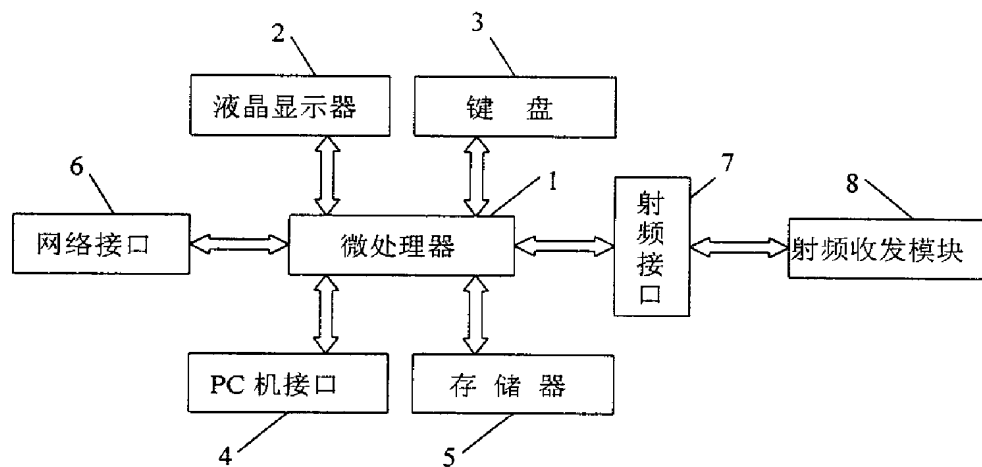 2
3
液晶显示器
键 盘
6
1
7
8
网络接口
微处理器
射频接口
射频收发模块
PC 机接口
存 储 器
4
5